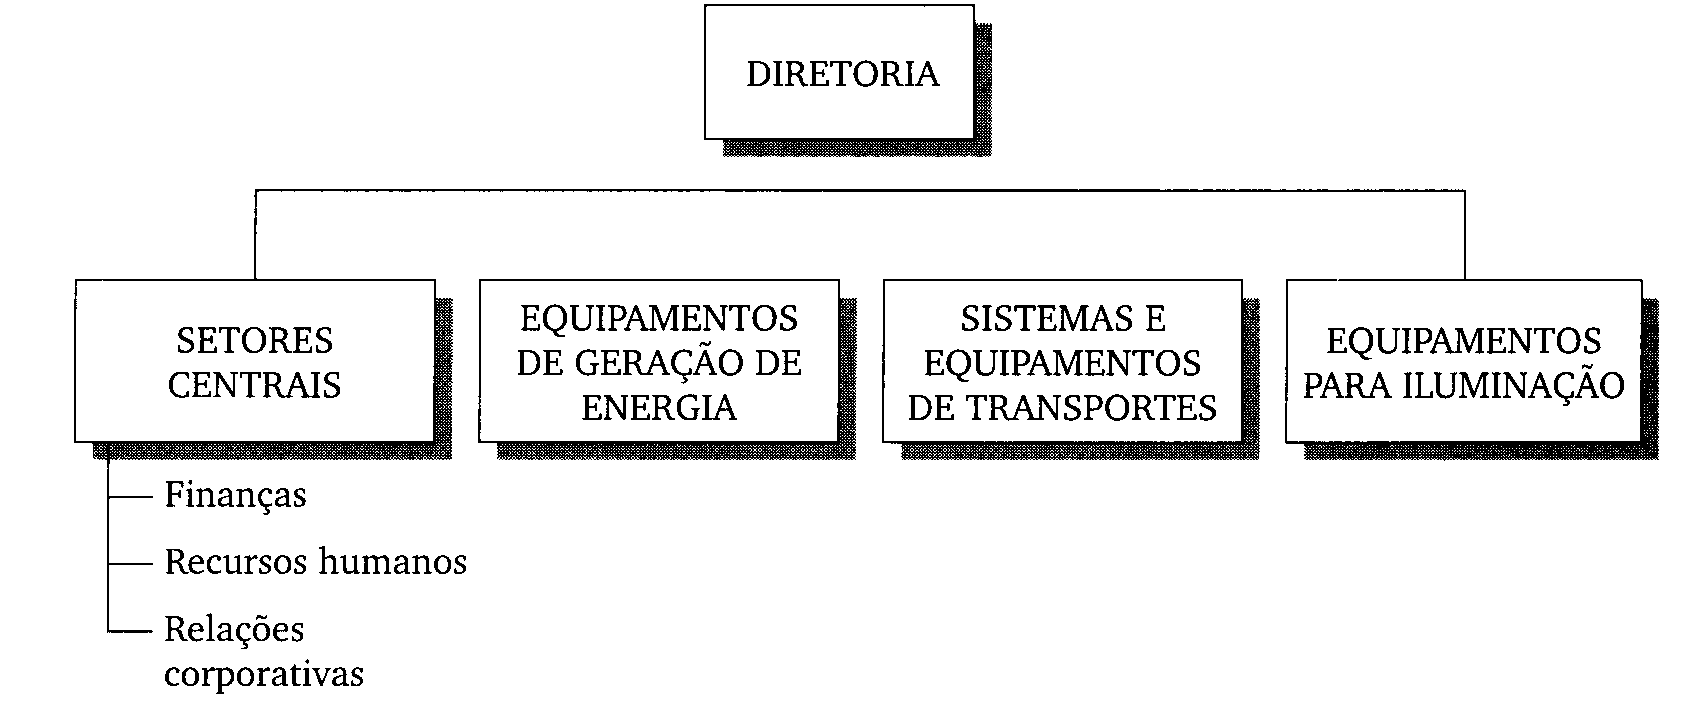 DIRETORIA
SETORES
CENTRAIS
EQUIPAMENTOS
DE GERAÇÃO DE
ENERGIA
SISTEMAS E
EQUIPAMENTOS
DE TRANSPORTES
EQUIPAMENTOS
PARA ILUMINAÇÃO
Finanças
Recursos humanos
Relações
corporativas